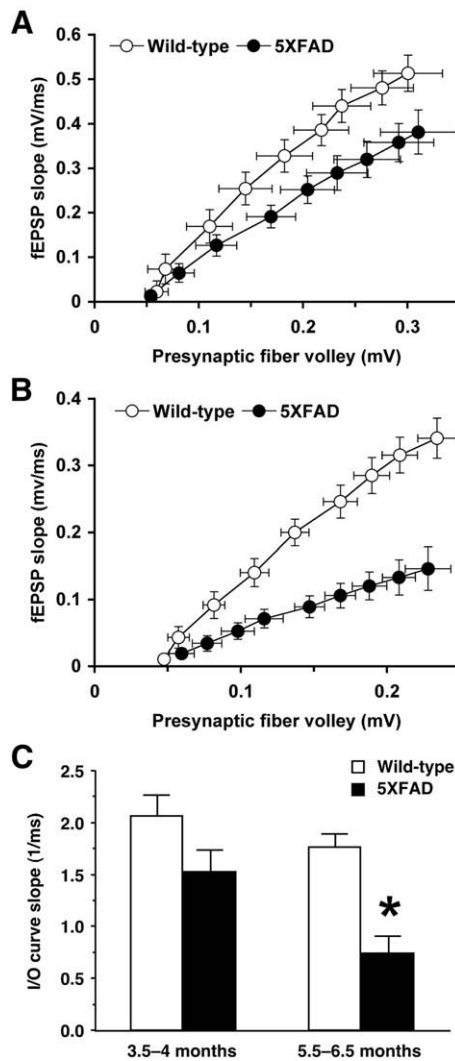 A
Wild-type 5XFAD
fEPSP slope (mV/ms)
0.6
0.5
0.4
0.3
0.2
0.1
0
0 0.1 0.2 0.3
Presynaptic fiber volley (mV)
B
Wild-type 5XFAD
fEPSP slope (mv/ms)
0.4
0.3
0.2
0.1
0
0 0.1 0.2
Presynaptic fiber volley (mV)
C
Wild-type
5XFAD
I/O curve slope (1/ms)
2.5
2.0
1.5
1.0
0.5
0.0
*
3.5–4 months 5.5–6.5 months